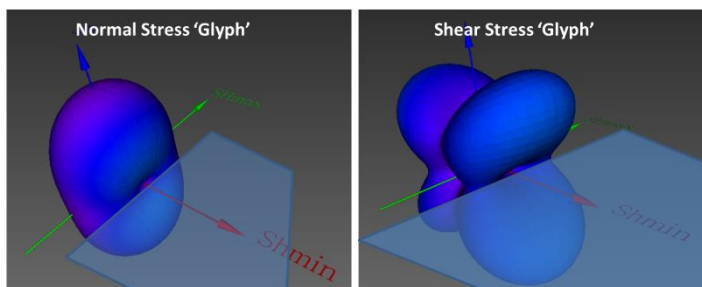 Normal Stress ‘Glyph’
SHmax
Shmin
Shear Stress ‘Glyph’
Shmin